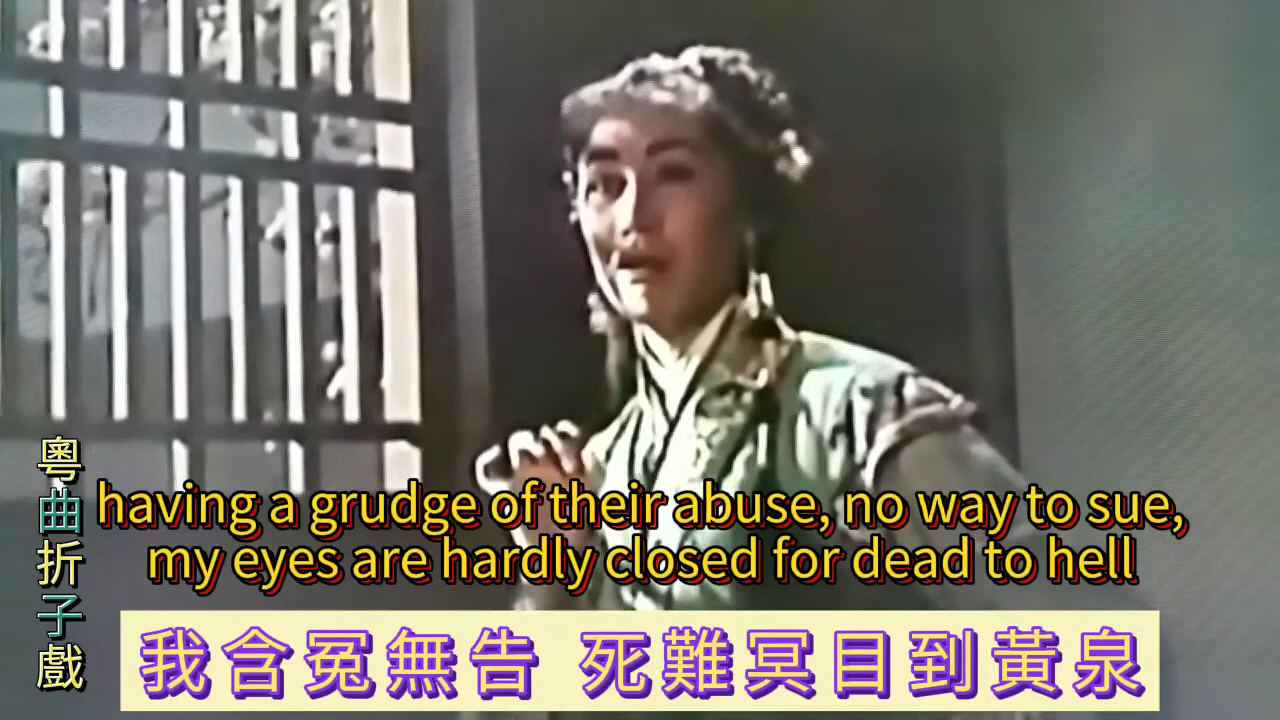 粵曲折子戲
having a grudge of their abuse, no way to sue,
my eyes are hardly closed for dead to hell
我含冤無告 死難冥目到黃泉